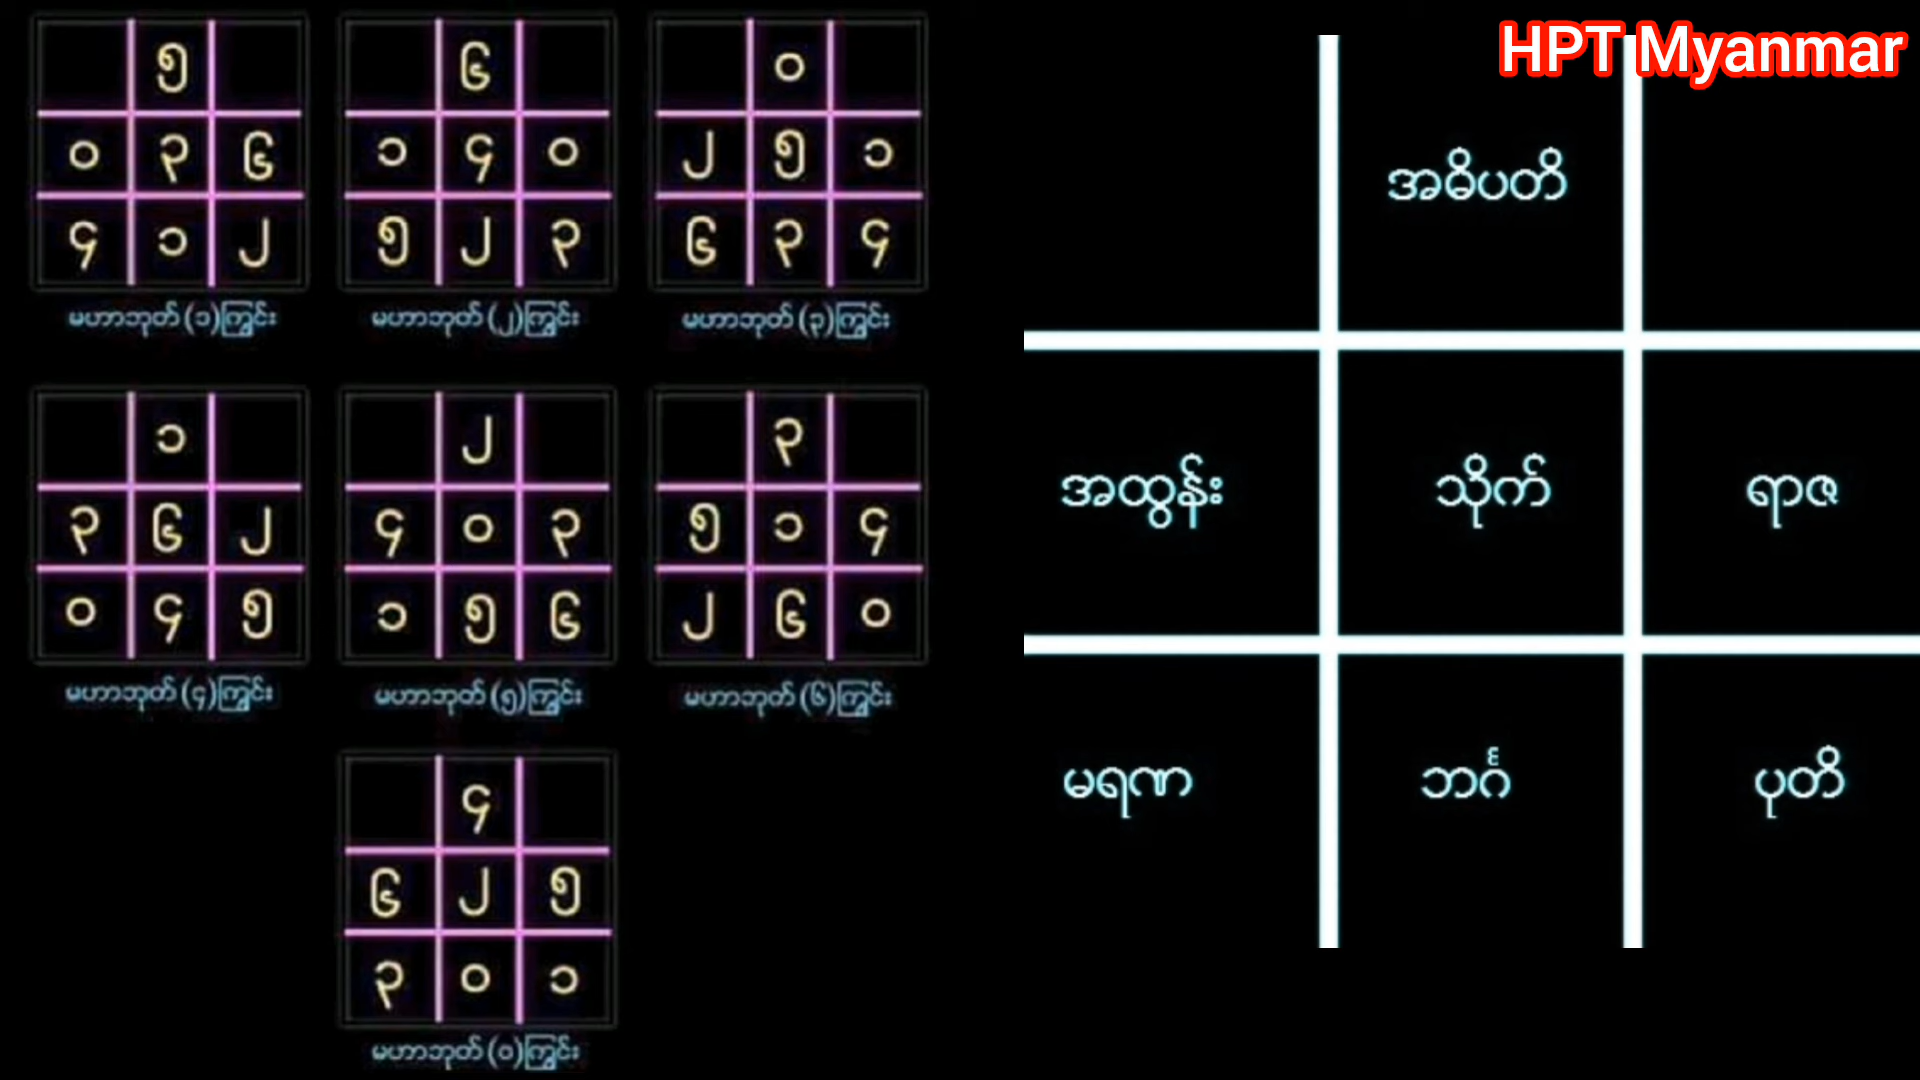 HPT Myanmar
၅
၀ ၃ ၆
၄ ၁ ၂
မဟာဘုတ် (၁)ကြွင်း
၆
၁ ၄ ၀
၅ ၂ ၃
မဟာဘုတ် (၂)ကြွင်း
၀
၂ ၅ ၁
၆ ၃ ၄
မဟာဘုတ် (၃)ကြွင်း
၁
၃ ၆ ၂
၀ ၄ ၅
မဟာဘုတ် (၄)ကြွင်း
၂
၄ ၀ ၃
၁ ၅ ၆
မဟာဘုတ် (၅)ကြွင်း
၃
၅ ၁ ၄
၂ ၆ ၀
မဟာဘုတ် (၆)ကြွင်း
၄
၆ ၂ ၅
၃ ၀ ၁
မဟာဘုတ် (၀)ကြွင်း
အဓိပတိ
အထွန်း သိုက် ရာဇ
မရဏ ဘင်္ဂ ပုတိ